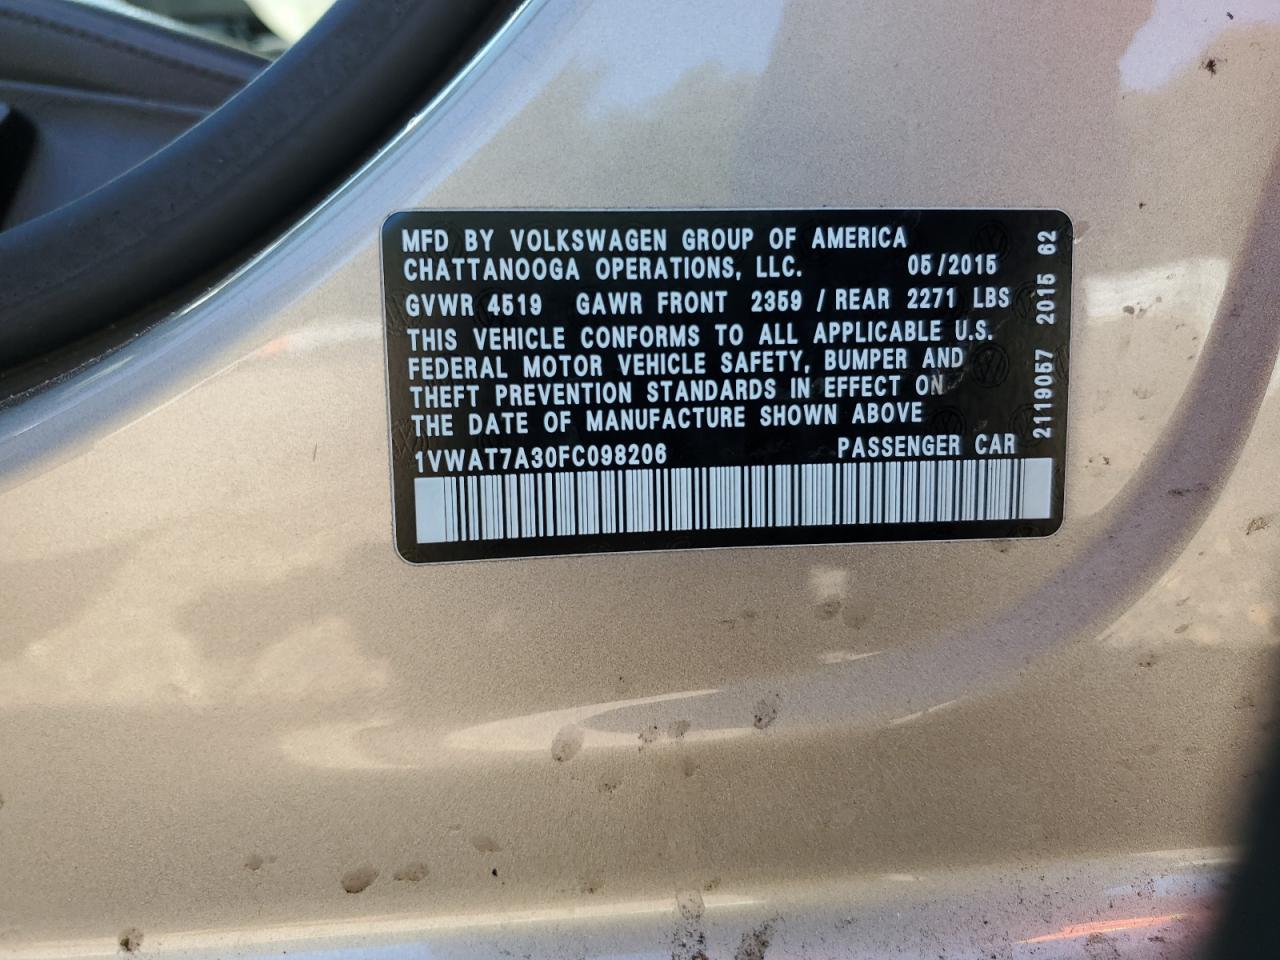 MFD BY VOLKSWAGEN GROUP OF AMERICA
CHATTANOOGA OPERATIONS, LLC. 05/2015
GVWR 4519 GAWR FRONT 2359 / REAR 2271 LBS
THIS VEHICLE CONFORMS TO ALL APPLICABLE U.S.
FEDERAL MOTOR VEHICLE SAFETY, BUMPER AND
THEFT PREVENTION STANDARDS IN EFFECT ON
THE DATE OF MANUFACTURE SHOWN ABOVE
1VWAT7A30FC098206 PASSENGER CAR
2119057 2015 62